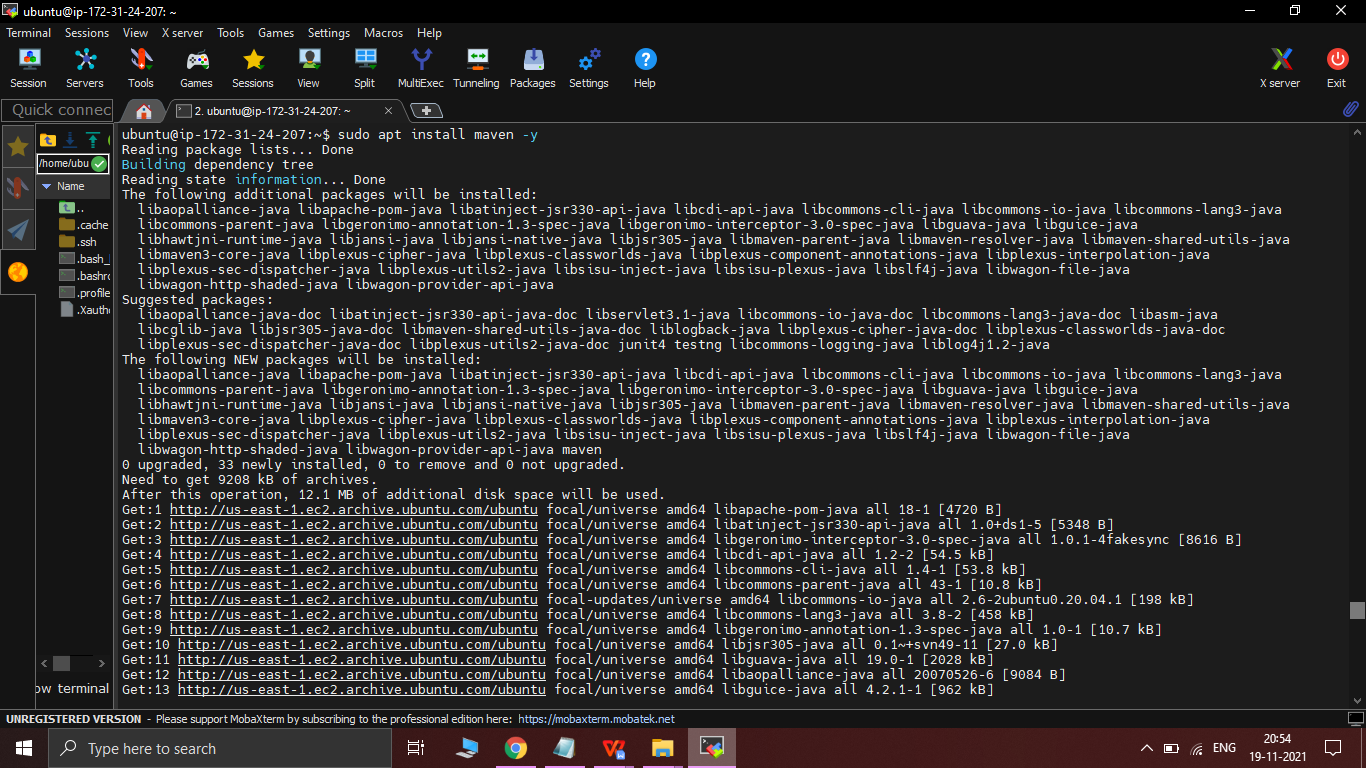 ubuntu@ip-172-31-24-207: ~
Terminal Sessions View X server Tools Games Settings Macros Help
Session Servers Tools Games Sessions View Split MultiExec Tunneling Packages Settings Help X server Exit
Quick connec
2. ubuntu@ip-172-31-24-207: ~
/home/ubu
Name
..
.cache
.ssh
.bash_
.bashrc
.profile
.Xauth
ow terminal
ubuntu@ip-172-31-24-207:~$ sudo apt install maven -y
Reading package lists... Done
Building dependency tree
Reading state information... Done
The following additional packages will be installed:
libaopalliance-java libapache-pom-java libatinject-jsr330-api-java libcdi-api-java libcommons-cli-java libcommons-io-java libcommons-lang3-java
libcommons-parent-java libgeronimo-annotation-1.3-spec-java libgeronimo-interceptor-3.0-spec-java libguava-java libguice-java
libhawtjni-runtime-java libjansi-java libjansi-native-java libjsr305-java libmaven-parent-java libmaven-resolver-java libmaven-shared-utils-java
libmaven3-core-java libplexus-cipher-java libplexus-classworlds-java libplexus-component-annotations-java libplexus-interpolation-java
libplexus-sec-dispatcher-java libplexus-utils2-java libsisu-inject-java libsisu-plexus-java libslf4j-java libwagon-file-java
libwagon-http-shaded-java libwagon-provider-api-java
Suggested packages:
libaopalliance-java-doc libatinject-jsr330-api-java-doc libservlet3.1-java libcommons-io-java-doc libcommons-lang3-java-doc libasm-java
libcglib-java libjsr305-java-doc libmaven-shared-utils-java-doc liblogback-java libplexus-cipher-java-doc libplexus-classworlds-java-doc
libplexus-sec-dispatcher-java-doc libplexus-utils2-java-doc junit4 testng libcommons-logging-java liblog4j1.2-java
The following NEW packages will be installed:
libaopalliance-java libapache-pom-java libatinject-jsr330-api-java libcdi-api-java libcommons-cli-java libcommons-io-java libcommons-lang3-java
libcommons-parent-java libgeronimo-annotation-1.3-spec-java libgeronimo-interceptor-3.0-spec-java libguava-java libguice-java
libhawtjni-runtime-java libjansi-java libjansi-native-java libjsr305-java libmaven-parent-java libmaven-resolver-java libmaven-shared-utils-java
libmaven3-core-java libplexus-cipher-java libplexus-classworlds-java libplexus-component-annotations-java libplexus-interpolation-java
libplexus-sec-dispatcher-java libplexus-utils2-java libsisu-inject-java libsisu-plexus-java libslf4j-java libwagon-file-java
libwagon-http-shaded-java libwagon-provider-api-java maven
0 upgraded, 33 newly installed, 0 to remove and 0 not upgraded.
Need to get 9208 kB of archives.
After this operation, 12.1 MB of additional disk space will be used.
Get:1 http://us-east-1.ec2.archive.ubuntu.com/ubuntu focal/universe amd64 libapache-pom-java all 18-1 [4720 B]
Get:2 http://us-east-1.ec2.archive.ubuntu.com/ubuntu focal/universe amd64 libatinject-jsr330-api-java all 1.0+ds1-5 [5348 B]
Get:3 http://us-east-1.ec2.archive.ubuntu.com/ubuntu focal/universe amd64 libgeronimo-interceptor-3.0-spec-java all 1.0.1-4fakesync [8616 B]
Get:4 http://us-east-1.ec2.archive.ubuntu.com/ubuntu focal/universe amd64 libcdi-api-java all 1.2-2 [54.5 kB]
Get:5 http://us-east-1.ec2.archive.ubuntu.com/ubuntu focal/universe amd64 libcommons-cli-java all 1.4-1 [53.8 kB]
Get:6 http://us-east-1.ec2.archive.ubuntu.com/ubuntu focal/universe amd64 libcommons-parent-java all 43-1 [10.8 kB]
Get:7 http://us-east-1.ec2.archive.ubuntu.com/ubuntu focal-updates/universe amd64 libcommons-io-java all 2.6-2ubuntu0.20.04.1 [198 kB]
Get:8 http://us-east-1.ec2.archive.ubuntu.com/ubuntu focal/universe amd64 libcommons-lang3-java all 3.8-2 [458 kB]
Get:9 http://us-east-1.ec2.archive.ubuntu.com/ubuntu focal/universe amd64 libgeronimo-annotation-1.3-spec-java all 1.0-1 [10.7 kB]
Get:10 http://us-east-1.ec2.archive.ubuntu.com/ubuntu focal/universe amd64 libjsr305-java all 0.1~+svn49-11 [27.0 kB]
Get:11 http://us-east-1.ec2.archive.ubuntu.com/ubuntu focal/universe amd64 libguava-java all 19.0-1 [2028 kB]
Get:12 http://us-east-1.ec2.archive.ubuntu.com/ubuntu focal/universe amd64 libaopalliance-java all 20070526-6 [9084 B]
Get:13 http://us-east-1.ec2.archive.ubuntu.com/ubuntu focal/universe amd64 libguice-java all 4.2.1-1 [962 kB]
UNREGISTERED VERSION - Please support MobaXterm by subscribing to the professional edition here: https://mobaxterm.mobatek.net
Type here to search
ENG
20:54
19-11-2021